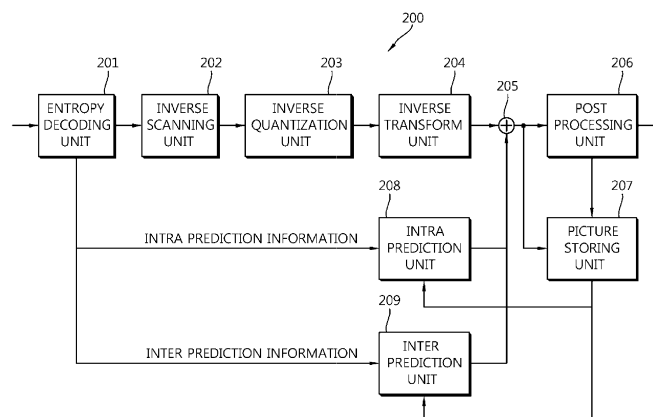 200
201
202
203
204
205
206
ENTROPY
DECODING
UNIT
INVERSE
SCANNING
UNIT
INVERSE
QUANTIZATION
UNIT
INVERSE
TRANSFORM
UNIT
POST
PROCESSING
UNIT
208
207
INTRA PREDICTION INFORMATION
INTRA
PREDICTION
UNIT
PICTURE
STORING
UNIT
209
INTER PREDICTION INFORMATION
INTER
PREDICTION
UNIT